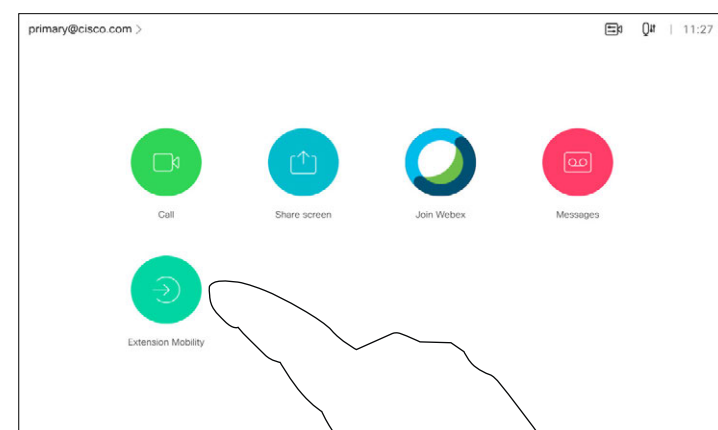 primary@cisco.com >
11:27
Call
Share screen
Join Webex
Messages
Extension Mobility